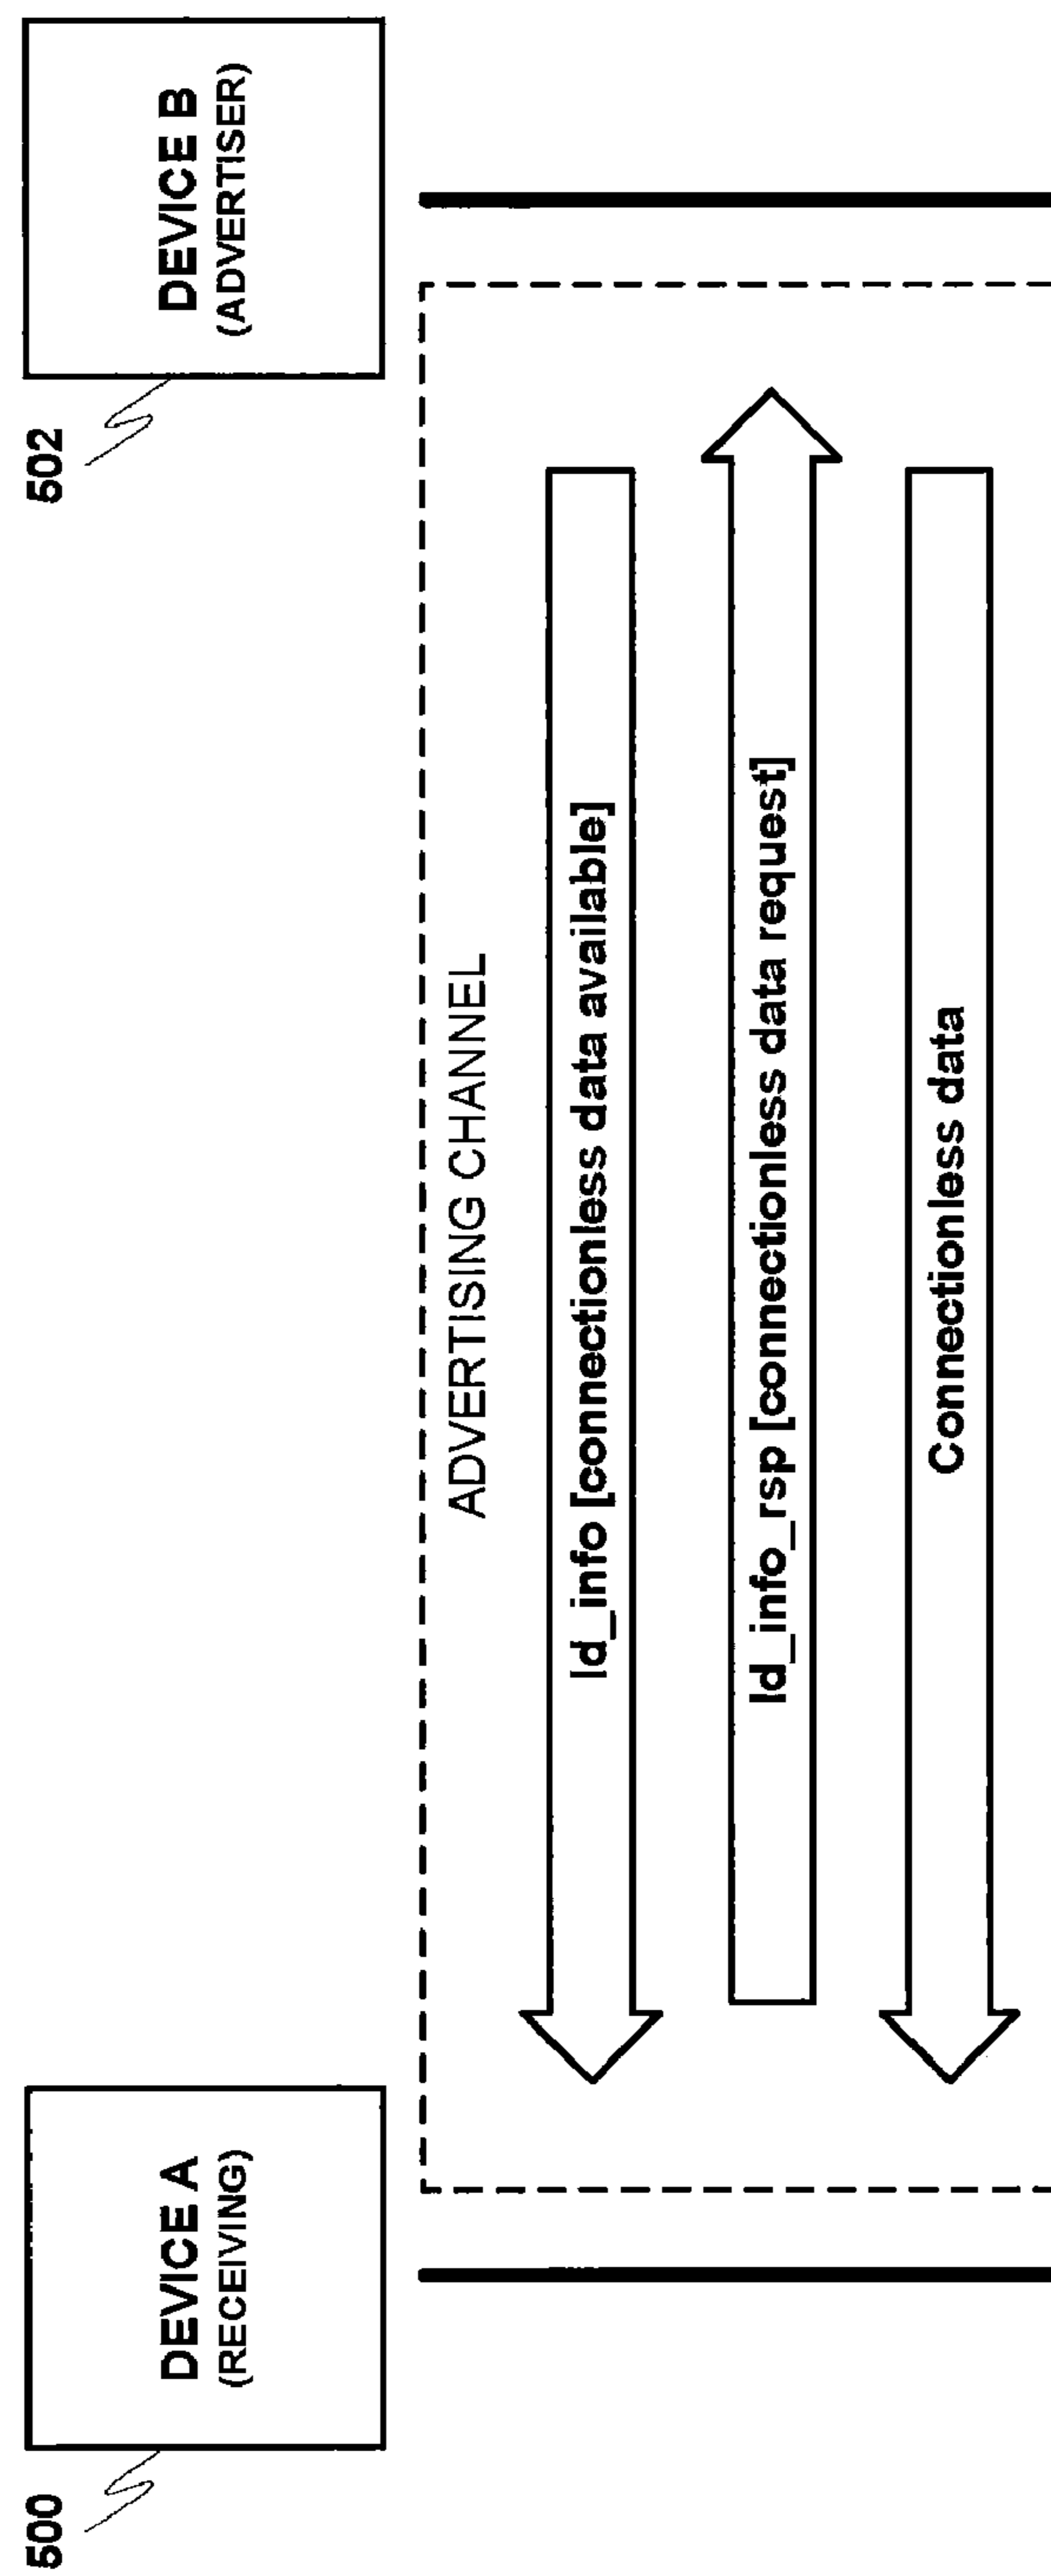 500
DEVICE A
(RECEIVING)
502
DEVICE B
(ADVERTISER)
ADVERTISING CHANNEL
Id_info [connectionless data available]
Id_info_rsp [connectionless data request]
Connectionless data